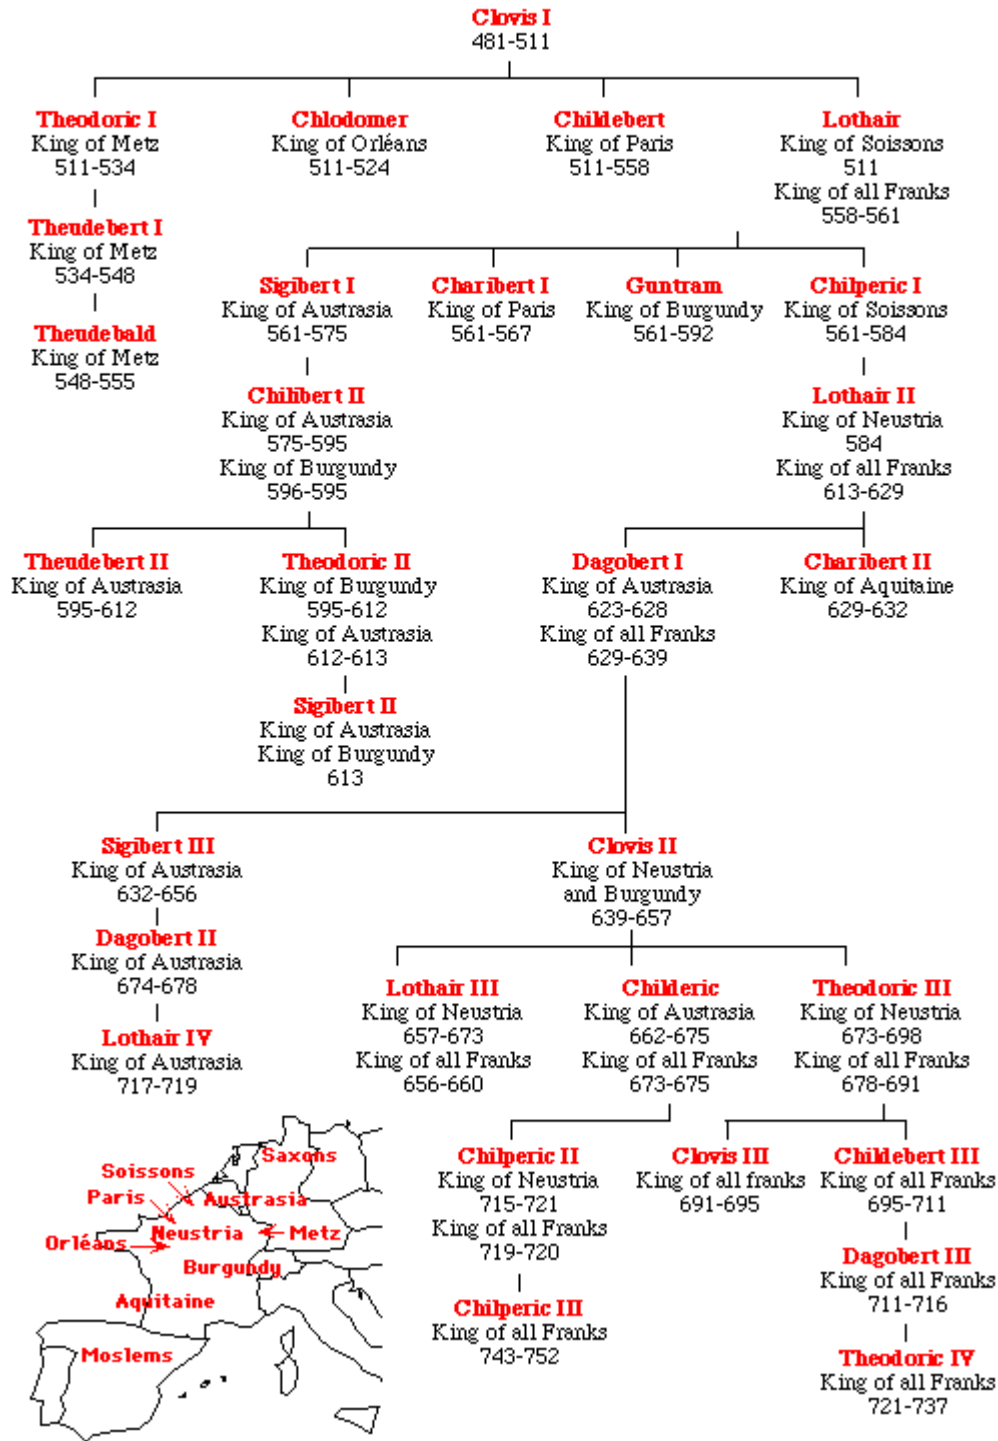 Clovis I
481-511
Theodoric I
King of Metz
511-534
Chlodomer
King of Orléans
511-524
Childebert
King of Paris
511-558
Lothair
King of Soissons
511
King of all Franks
558-561
Theudebert I
King of Metz
534-548
Theudebald
King of Metz
548-555
Sigibert I
King of Austrasia
561-575
Charibert I
King of Paris
561-567
Guntram
King of Burgundy
561-592
Chilperic I
King of Soissons
561-584
Chilibert II
King of Austrasia
575-595
King of Burgundy
596-595
Lothair II
King of Neustria
584
King of all Franks
613-629
Theudebert II
King of Austrasia
595-612
Theodoric II
King of Burgundy
595-612
King of Austrasia
612-613
Dagobert I
King of Austrasia
623-628
King of all Franks
629-639
Charibert II
King of Aquitaine
629-632
Sigibert II
King of Austrasia
King of Burgundy
613
Sigibert III
King of Austrasia
632-656
Clovis II
King of Neustria
and Burgundy
639-657
Dagobert II
King of Austrasia
674-678
Lothair IV
King of Austrasia
717-719
Lothair III
King of Neustria
657-673
King of all Franks
656-660
Childeric
King of Austrasia
662-675
King of all Franks
673-675
Theodoric III
King of Neustria
673-698
King of all Franks
678-691
Chilperic II
King of Neustria
715-721
King of all Franks
719-720
Clovis III
King of all franks
691-695
Childebert III
King of all Franks
695-711
Dagobert III
King of all Franks
711-716
Chilperic III
King of all Franks
743-752
Theodoric IV
King of all Franks
721-737
Saxons
Soissons
Paris
Austrasia
Orléans
Neustria
Metz
Burgundy
Aquitaine
Moslems